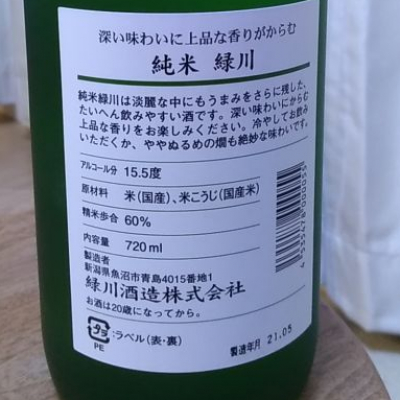 深い味わいに上品な香りがからむ
純米 緑川
純米緑川は淡麗な中にもうまみをさらに残した、
たいへん飲みやすい酒です。深い味わいにからむ
上品な香りをお楽しみください。冷やしてお飲み
いただくか、ややぬるめの燗も絶妙な味わいです。
アルコール分 15.5度
原材料 米(国産)、米こうじ(国産米)
精米歩合 60%
内容量 720ml
製造者
新潟県魚沼市青島4015番地1
緑川酒造株式会社
お酒は20歳になってから。
プラ :ラベル(表・裏)
PE
製造年月 21.05